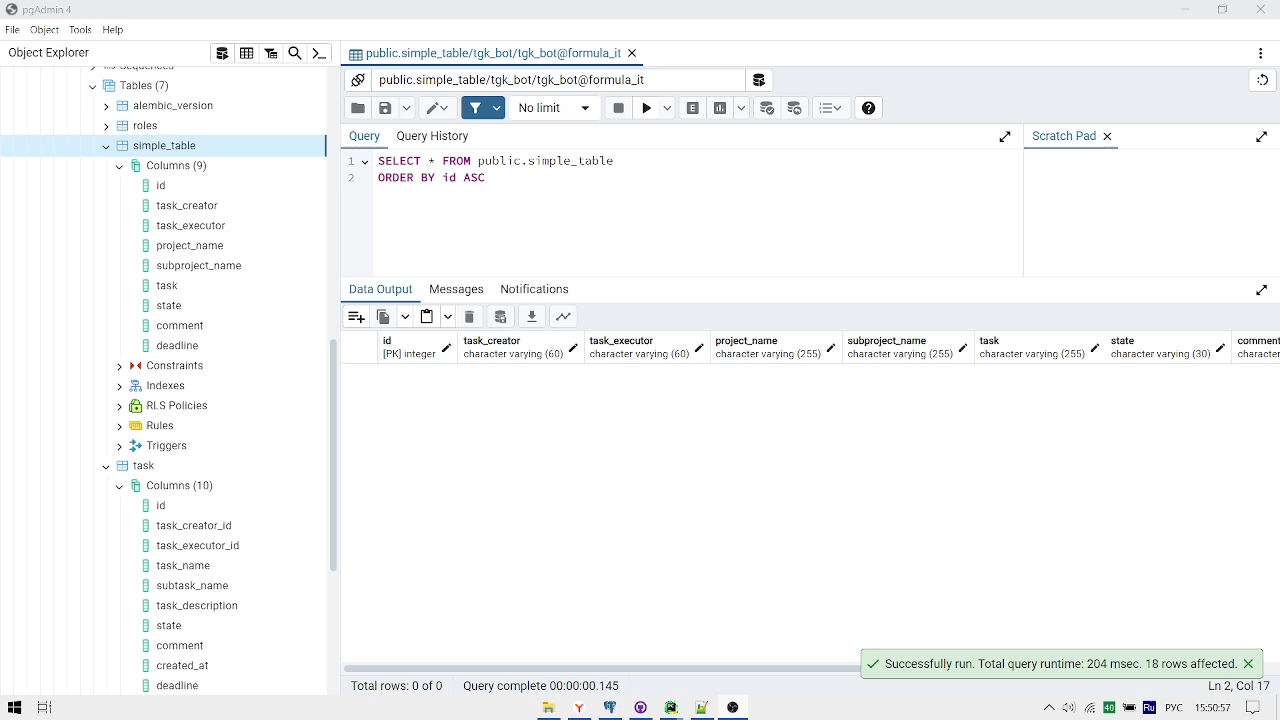 pgAdmin 4
File Object Tools Help
Object Explorer
Sequences
Tables (7)
alembic_version
roles
simple_table
Columns (9)
id
task_creator
task_executor
project_name
subproject_name
task
state
comment
deadline
Constraints
Indexes
RLS Policies
Rules
Triggers
task
Columns (10)
id
task_creator_id
task_executor_id
task_name
subtask_name
task_description
state
comment
created_at
deadline
public.simple_table/tgk_bot/tgk_bot@formula_it
public.simple_table/tgk_bot/tgk_bot@formula_it
No limit
E
Query Query History
Scratch Pad
1 SELECT * FROM public.simple_table
2 ORDER BY id ASC
Data Output Messages Notifications
id task_creator task_executor project_name subproject_name task state comment
[PK] integer character varying (60) character varying (60) character varying (255) character varying (255) character varying (255) character varying (30) character
Successfully run. Total query runtime: 204 msec. 18 rows affected.
Total rows: 0 of 0 Query complete 00:00:00.145 Ln 2, Col 17
40 Ru РУС 15:50:57